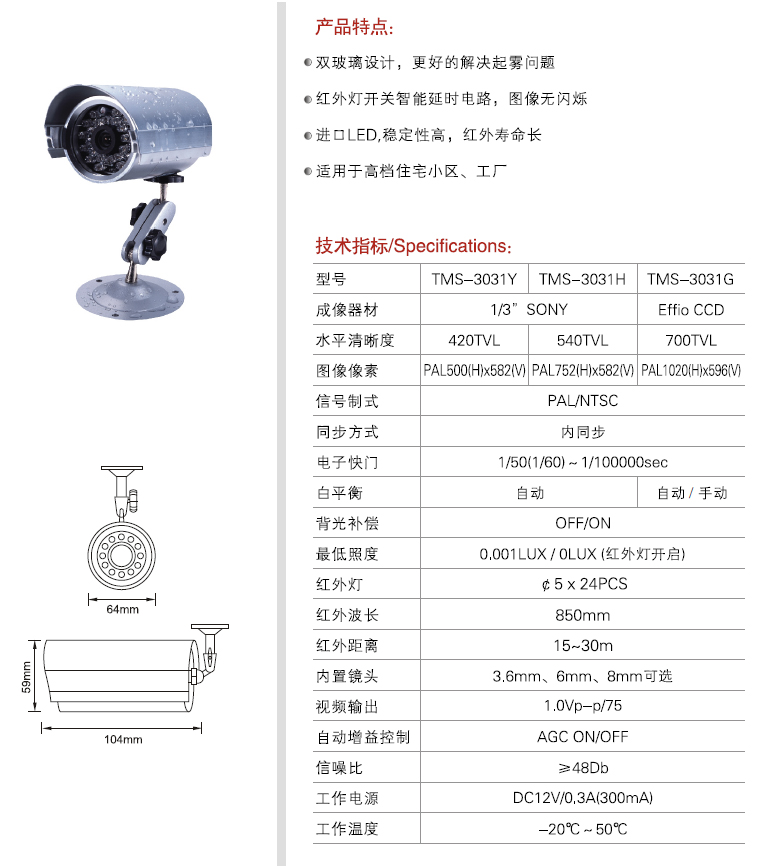 产品特点：
双玻璃设计，更好的解决起雾问题
红外灯开关智能延时电路，图像无闪烁
进口LED,稳定性高，红外寿命长
适用于高档住宅小区、工厂
技术指标/Specifications:
型号 TMS-3031Y TMS-3031H TMS-3031G
成像器材 1/3” SONY Effio CCD
水平清晰度 420TVL 540TVL 700TVL
图像像素 PAL500(H)x582(V) PAL752(H)x582(V) PAL1020(H)x596(V)
信号制式 PAL/NTSC
同步方式 内同步
电子快门 1/50(1/60)~1/100000sec
白平衡 自动 自动/手动
背光补偿 OFF/ON
最低照度 0.001LUX / 0LUX (红外灯开启)
红外灯 ¢5 x 24PCS
红外波长 850mm
红外距离 15~30m
内置镜头 3.6mm、6mm、8mm可选
视频输出 1.0Vp-p/75
自动增益控制 AGC ON/OFF
信噪比 ≥48Db
工作电源 DC12V/0.3A(300mA)
工作温度 -20℃~50℃
64mm
59mm
104mm